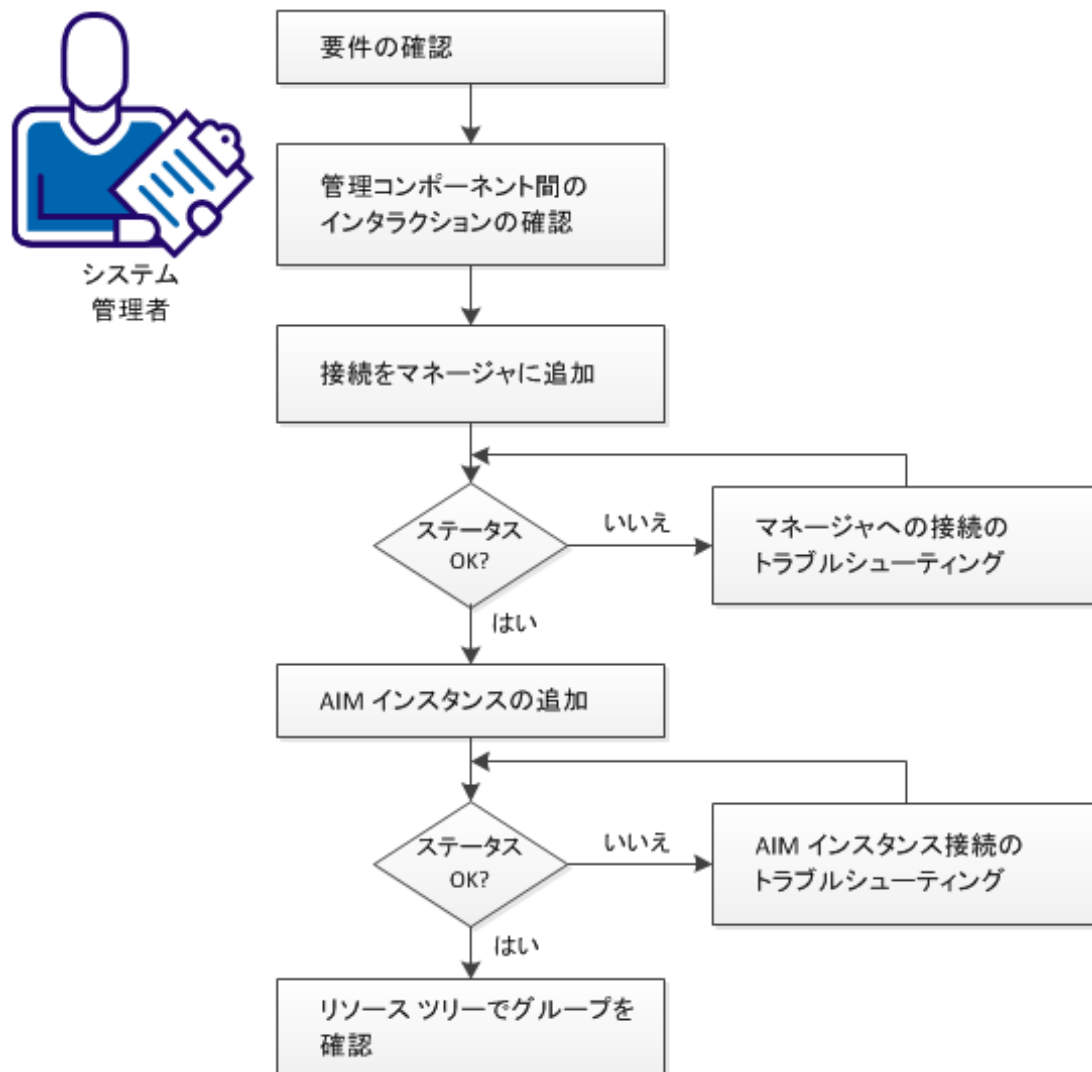 要件の確認
システム
管理者
管理コンポーネント間の
インタラクションの確認
接続をマネージャに追加
ステータス
OK?
いいえ
マネージャへの接続の
トラブルシューティング
はい
AIM インスタンスの追加
ステータス
OK?
いいえ
AIM インスタンス接続の
トラブルシューティング
はい
リソース ツリーでグループを
確認